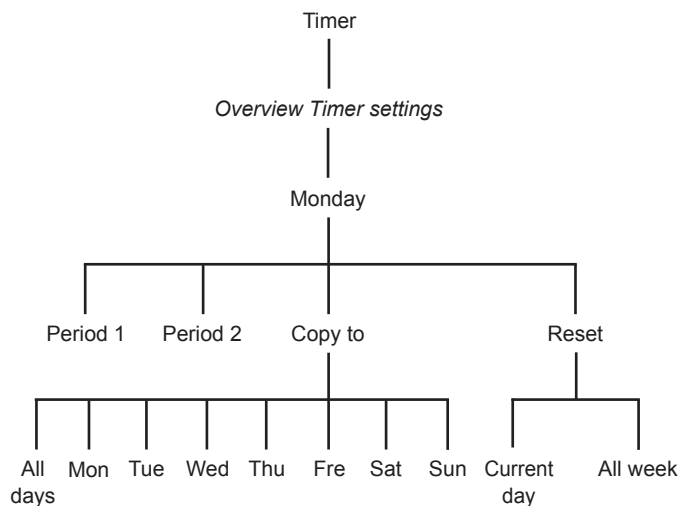 Timer
Overview Timer settings
Monday
Period 1 Period 2 Copy to Reset
All days Mon Tue Wed Thu Fre Sat Sun Current day All week